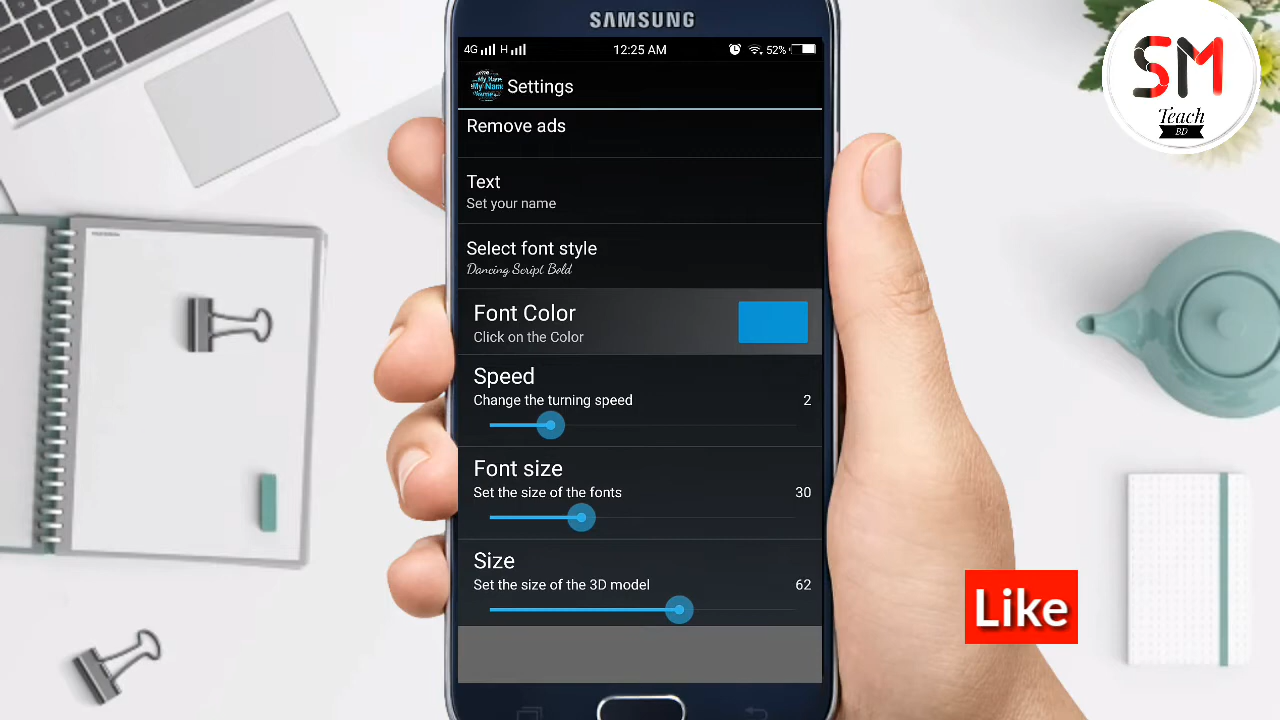 SAMSUNG
4G H 12:25 AM 52%
Settings
Remove ads
Text
Set your name
Select font style
Dancing Script Bold
Font Color
Click on the Color
Speed
Change the turning speed 2
Font size
Set the size of the fonts 30
Size
Set the size of the 3D model 62
SM
Teach
BD
Like